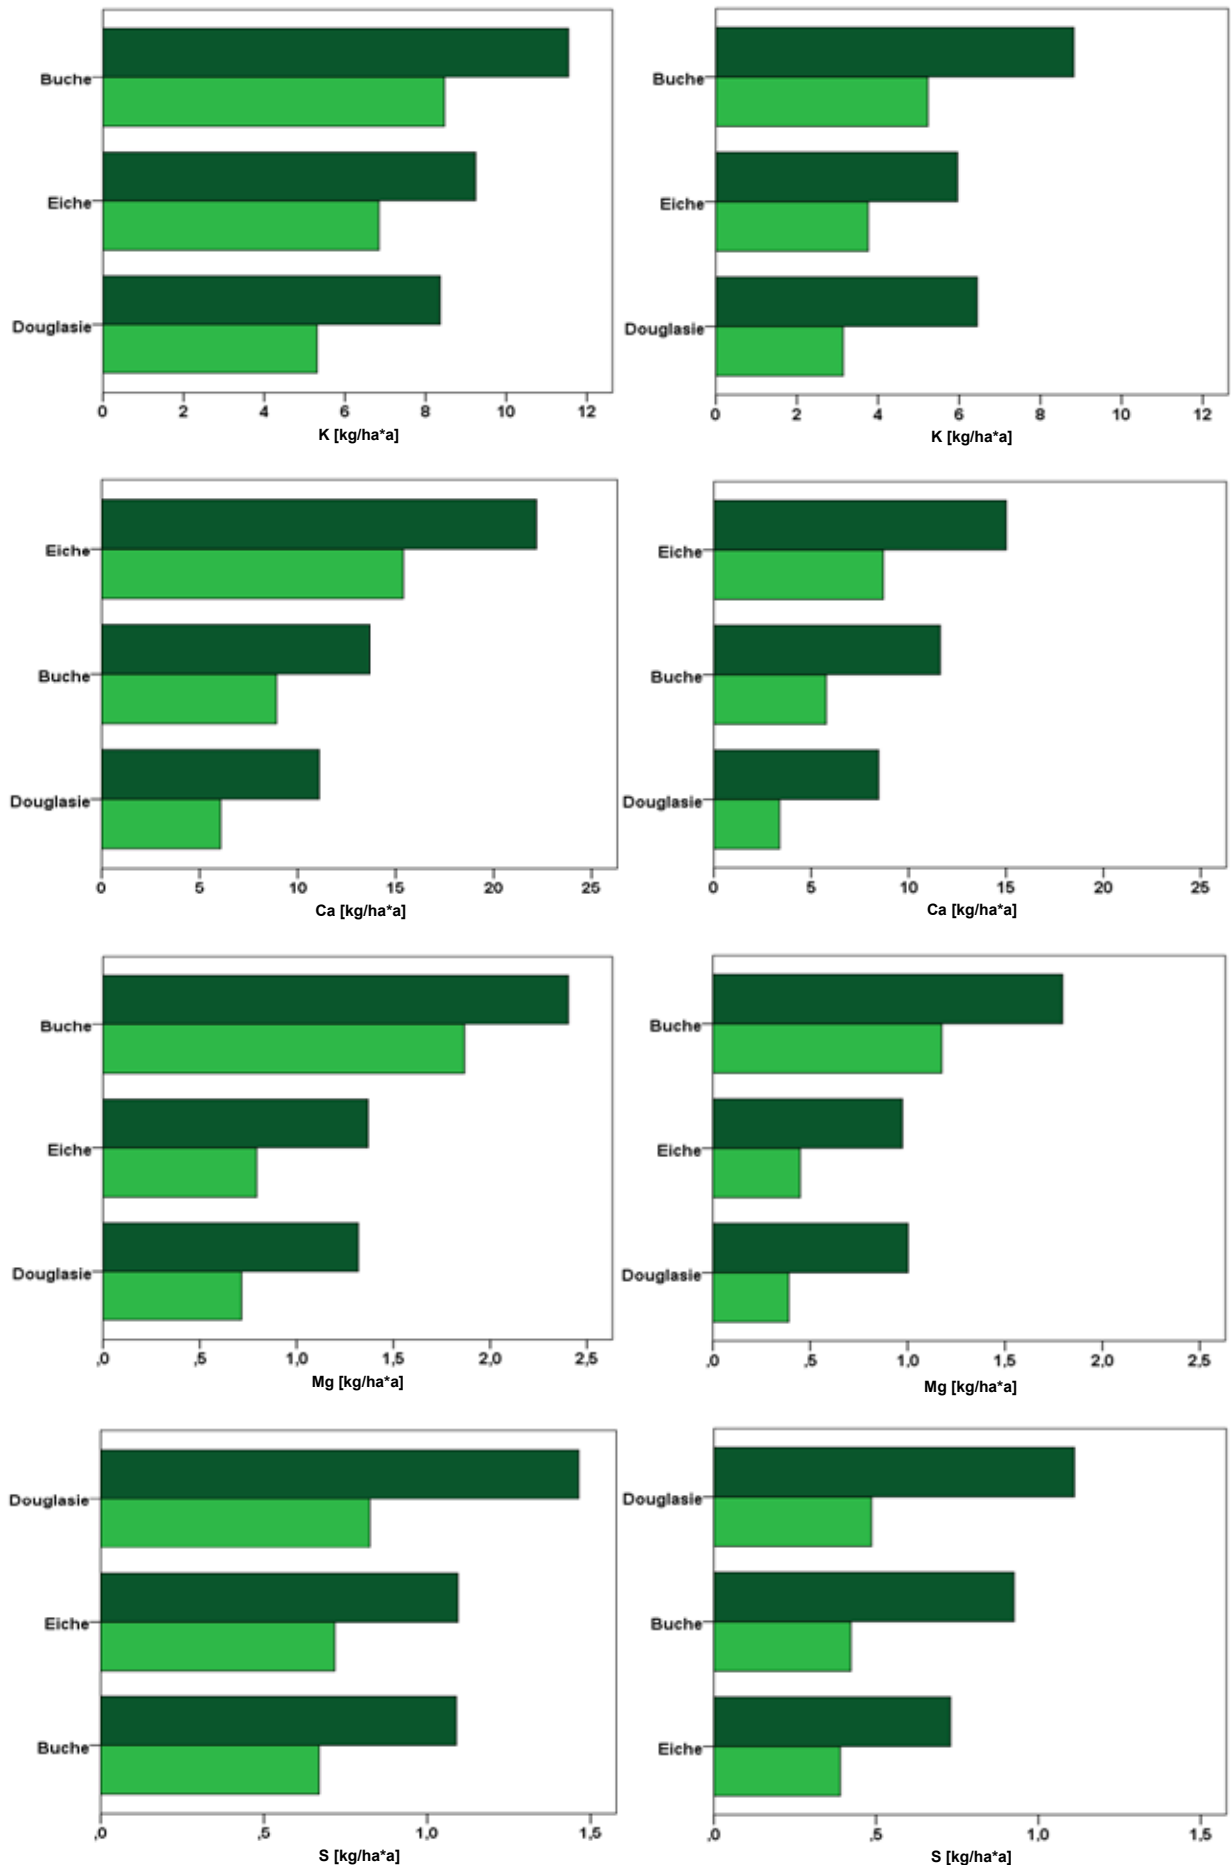 Buche
Eiche
Douglasie
0 2 4 6 8 10 12
K [kg/ha*a]
Buche
Eiche
Douglasie
0 2 4 6 8 10 12
K [kg/ha*a]
Eiche
Buche
Douglasie
0 5 10 15 20 25
Ca [kg/ha*a]
Eiche
Buche
Douglasie
0 5 10 15 20 25
Ca [kg/ha*a]
Buche
Eiche
Douglasie
,0 ,5 1,0 1,5 2,0 2,5
Mg [kg/ha*a]
Buche
Eiche
Douglasie
,0 ,5 1,0 1,5 2,0 2,5
Mg [kg/ha*a]
Douglasie
Eiche
Buche
,0 ,5 1,0 1,5
S [kg/ha*a]
Douglasie
Buche
Eiche
,0 ,5 1,0 1,5
S [kg/ha*a]